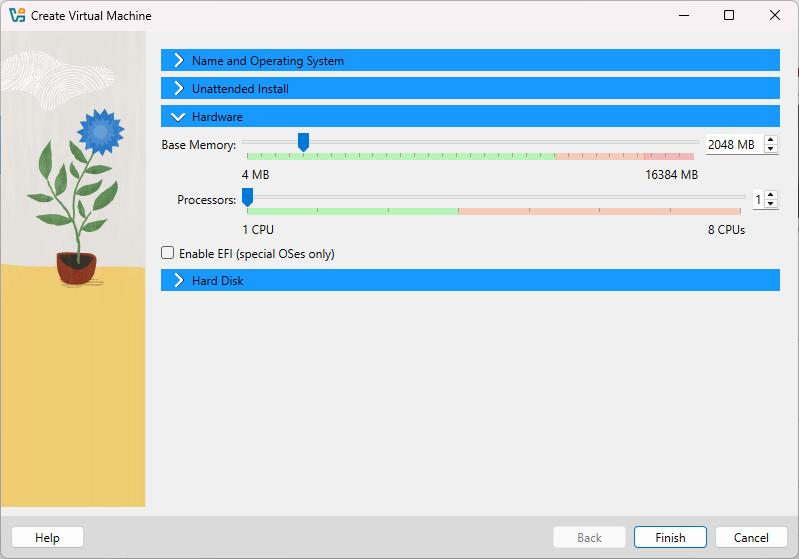 Create Virtual Machine
Name and Operating System
Unattended Install
Hardware
Base Memory:
2048 MB
4 MB
16384 MB
Processors:
1
1 CPU
8 CPUs
Enable EFI (special OSes only)
Hard Disk
Help
Back
Finish
Cancel